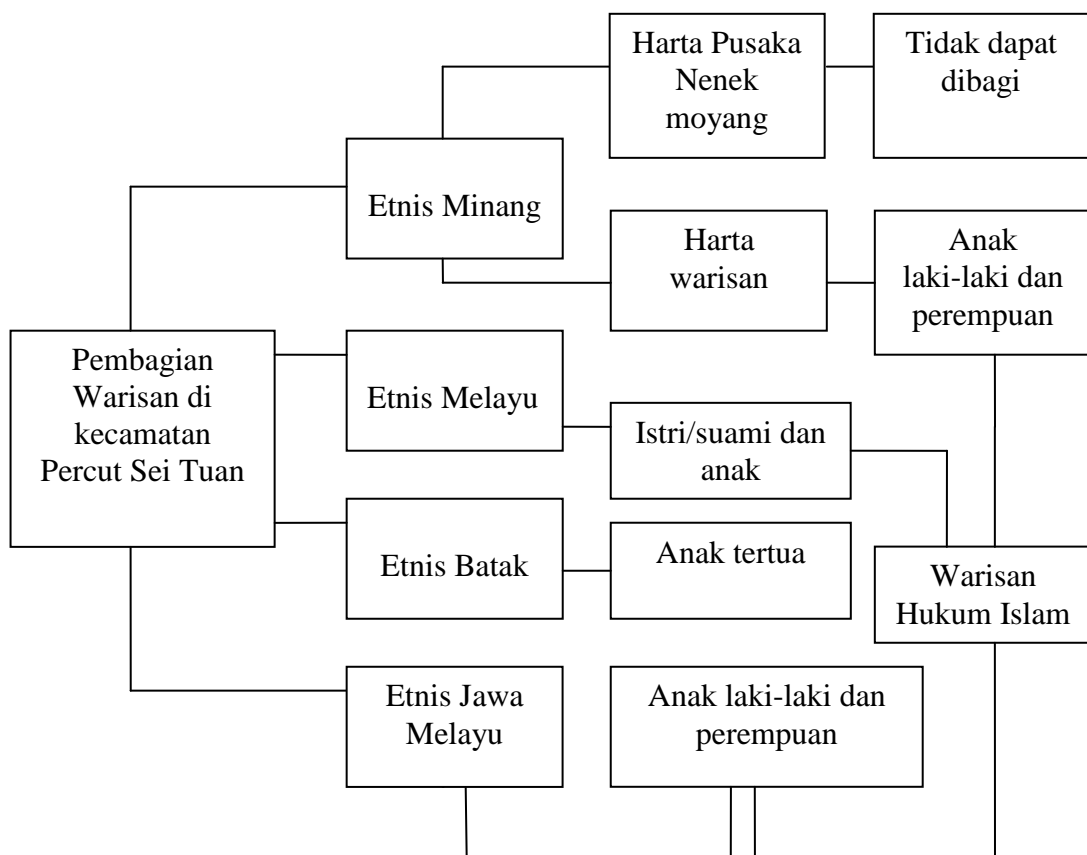 Harta Pusaka
Nenek
moyang
Tidak dapat
dibagi
Etnis Minang
Harta
warisan
Anak
laki-laki dan
perempuan
Pembagian
Warisan di
kecamatan
Percut Sei Tuan
Etnis Melayu
Istri/suami dan
anak
Etnis Batak
Anak tertua
Warisan
Hukum Islam
Etnis Jawa
Melayu
Anak laki-laki dan
perempuan